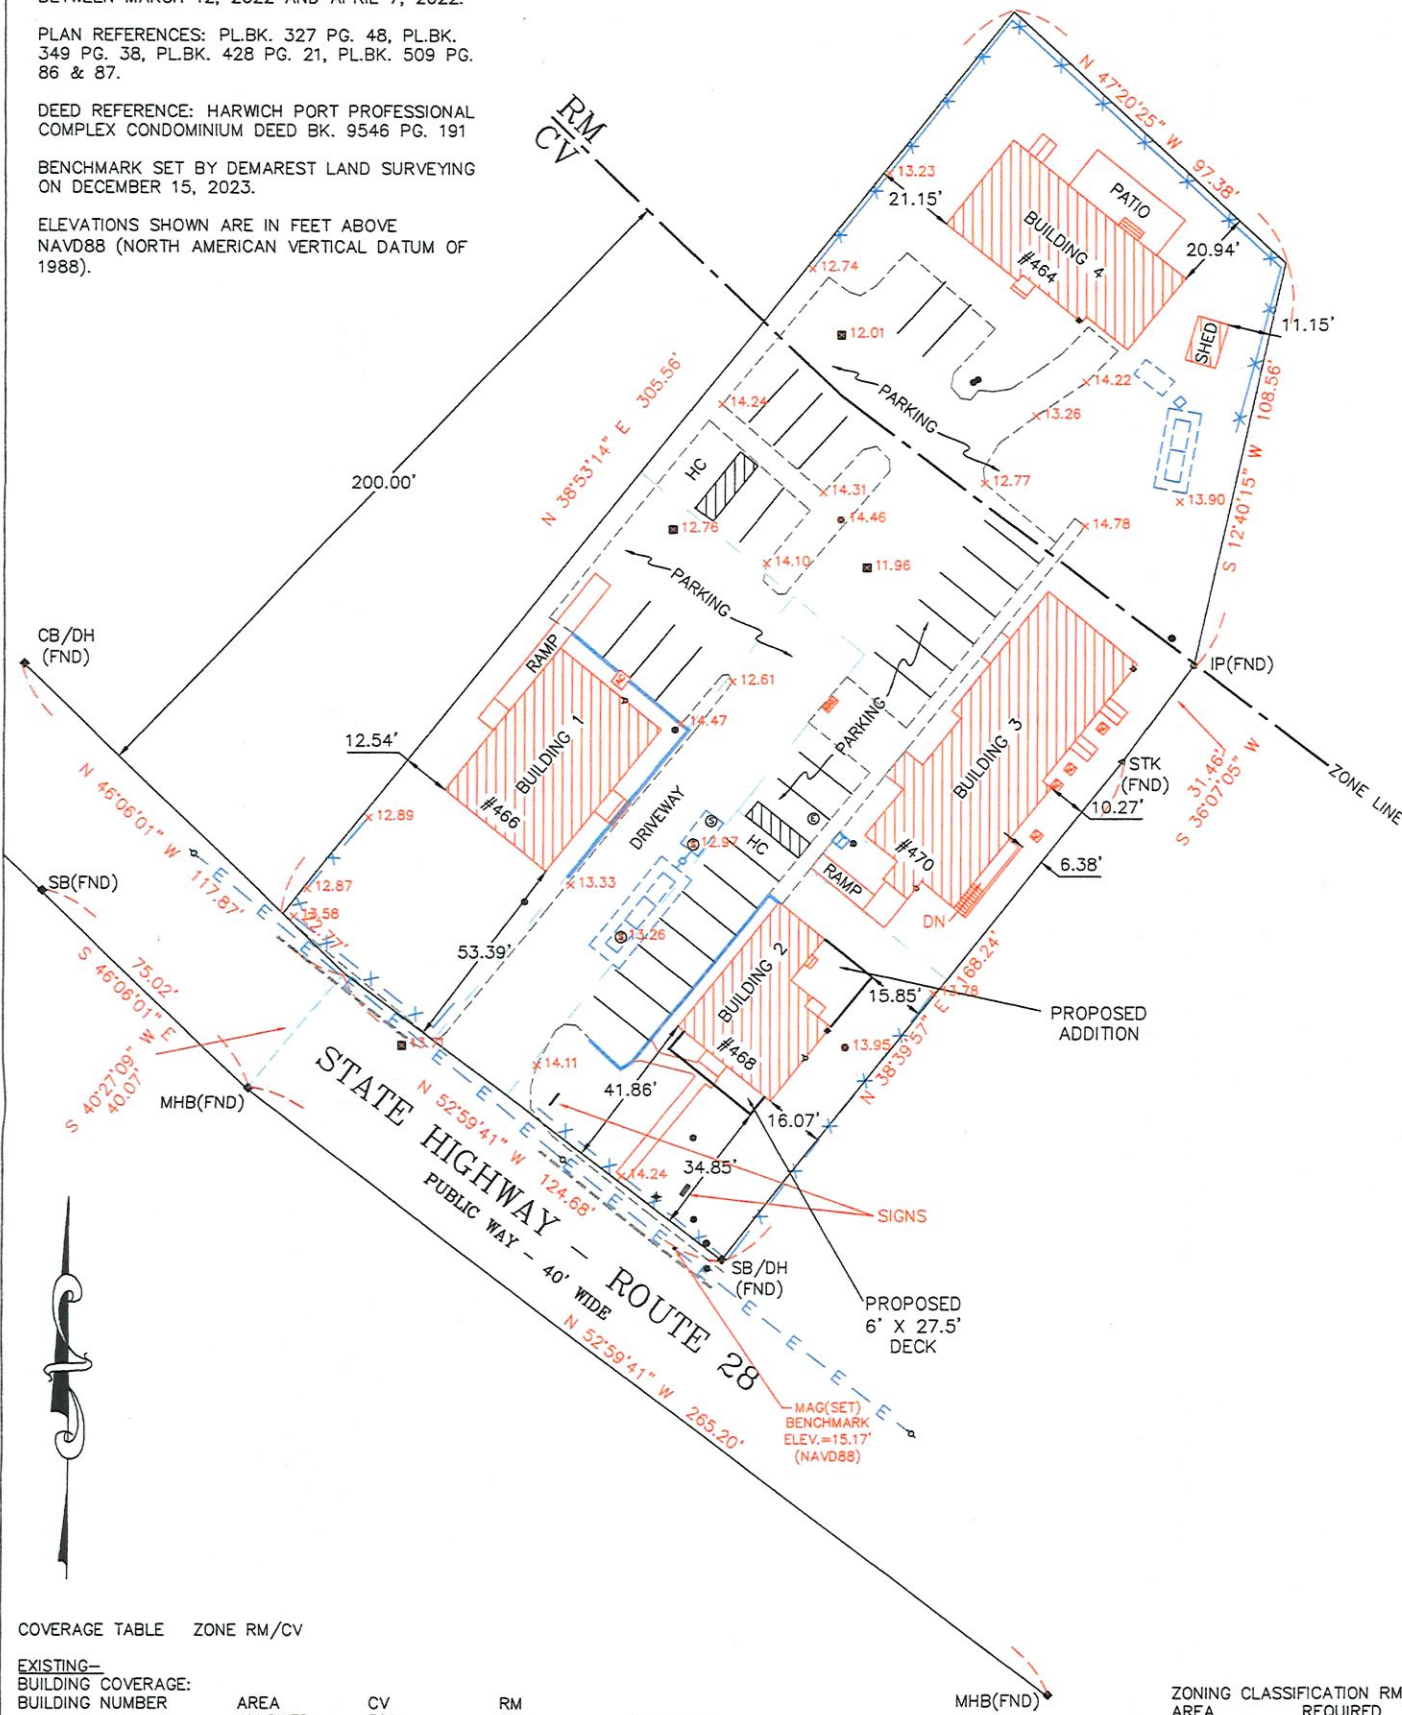 BETWEEN MARCH 12, 2022 AND APRIL 7, 2022.
PLAN REFERENCES: PL.BK. 327 PG. 48, PL.BK.
349 PG. 38, PL.BK. 428 PG. 21, PL.BK. 509 PG.
86 & 87.
DEED REFERENCE: HARWICH PORT PROFESSIONAL
COMPLEX CONDOMINIUM DEED BK. 9546 PG. 191
BENCHMARK SET BY DEMAREST LAND SURVEYING
ON DECEMBER 15, 2023.
ELEVATIONS SHOWN ARE IN FEET ABOVE
NAVD88 (NORTH AMERICAN VERTICAL DATUM OF
1988).
RM
CV
N 47°20'25" W 97.38'
13.23
21.15'
PATIO
BUILDING 4
#464
20.94'
12.74
12.01
SHED
11.15'
14.22
PARKING
13.26
S 12°40'15" W 108.56'
N 38°53'14" E 305.56'
14.24
200.00'
HC
14.31
12.77
13.90
14.46
14.78
12.76
14.10
11.96
PARKING
CB/DH
(FND)
RAMP
IP(FND)
12.61
14.47
PARKING
BUILDING 1
#466
12.54'
BUILDING 3
#470
STK
(FND)
31.46'
S 36°07'05" W
ZONE LINE
10.27'
N 46°06'01" W
117.87'
12.89
DRIVEWAY
12.97
HC
6.38'
SB(FND)
12.87
13.58
12.77'
13.33
RAMP
DN
13.26
53.39'
BUILDING 2
#468
168.24'
13.78
N 38°39'57" E
15.85'
PROPOSED
ADDITION
S 46°06'01" E
75.02'
S 40°27'09" W
40.07'
E
13.95
14.11
41.86'
MHB(FND)
STATE HIGHWAY – ROUTE 28
PUBLIC WAY – 40' WIDE
N 52°59'41" W 124.68'
16.07'
34.85'
14.24
SIGNS
SB/DH
(FND)
PROPOSED
6' X 27.5'
DECK
N 52°59'41" W 265.20'
MAG(SET)
BENCHMARK
ELEV.=15.17'
(NAVD88)
COVERAGE TABLE ZONE RM/CV
EXISTING–
BUILDING COVERAGE:
BUILDING NUMBER AREA CV RM
MHB(FND)
ZONING CLASSIFICATION RM
AREA REQUIRED